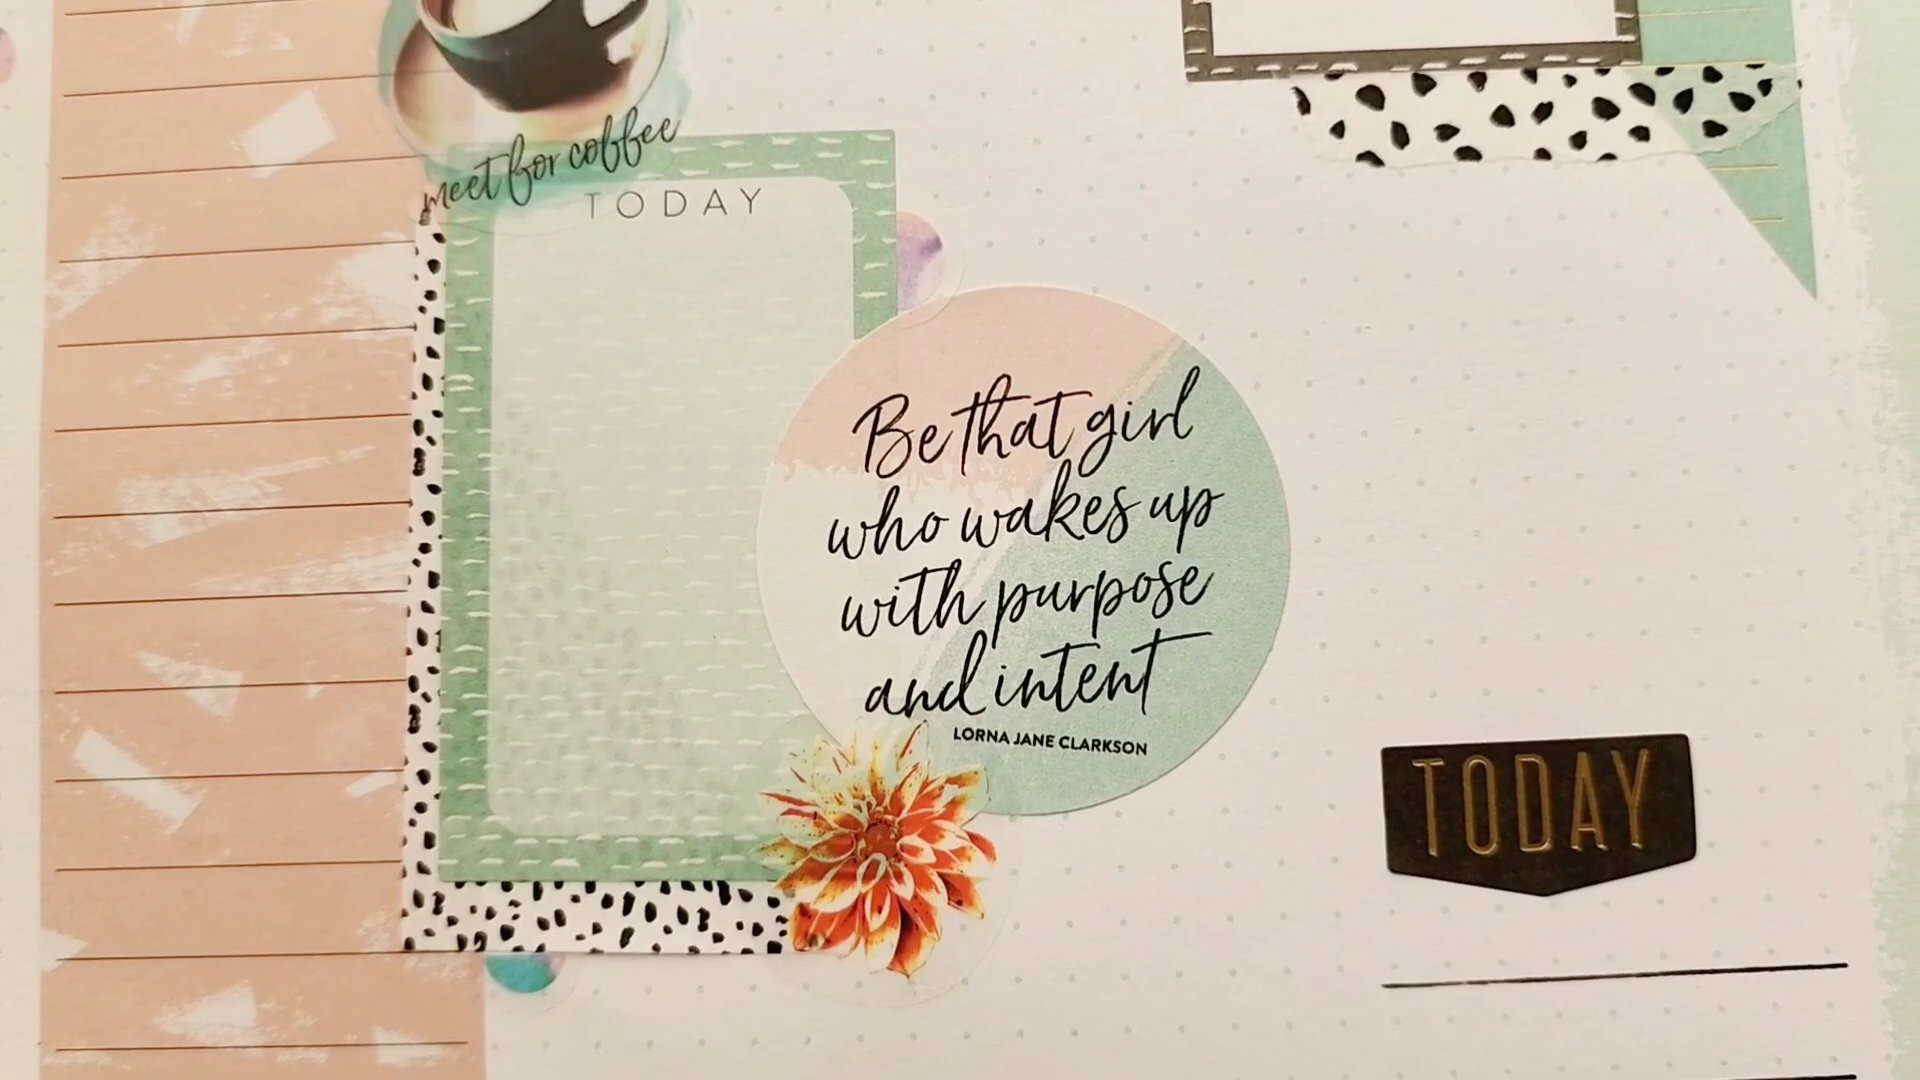 meet for coffee
TODAY
Be that girl
who wakes up
with purpose
and intent
LORNA JANE CLARKSON
TODAY